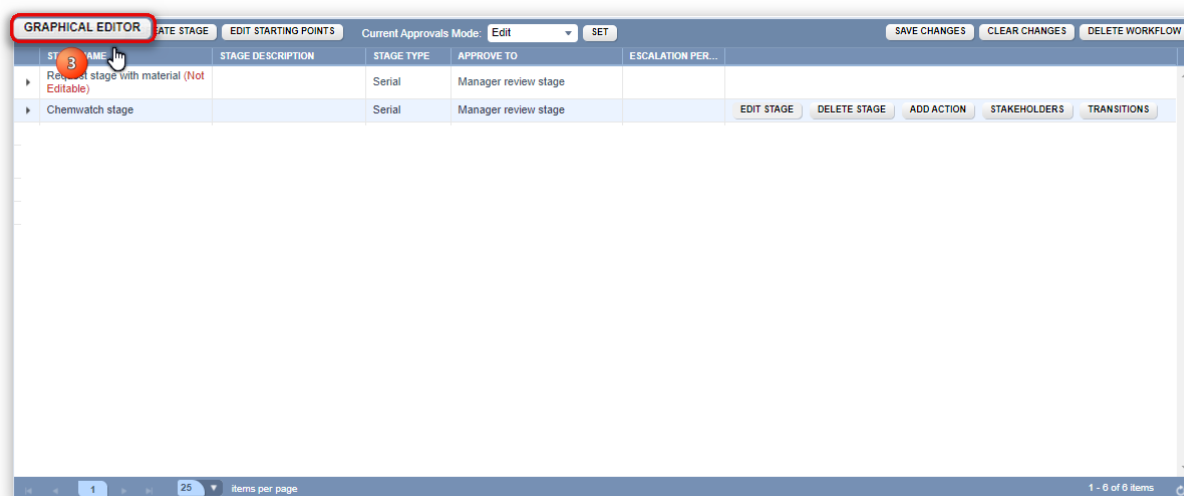 GRAPHICAL EDITOR EDIT STARTING POINTS Current Approvals Mode: Edit SET SAVE CHANGES CLEAR CHANGES DELETE WORKFLOW
3
STAGE DESCRIPTION STAGE TYPE APPROVE TO ESCALATION PER...
stage with material (Not Serial Manager review stage
Editable)
Chemwatch stage Serial Manager review stage EDIT STAGE DELETE STAGE ADD ACTION STAKEHOLDERS TRANSITIONS
1 25 items per page 1 - 6 of 6 items